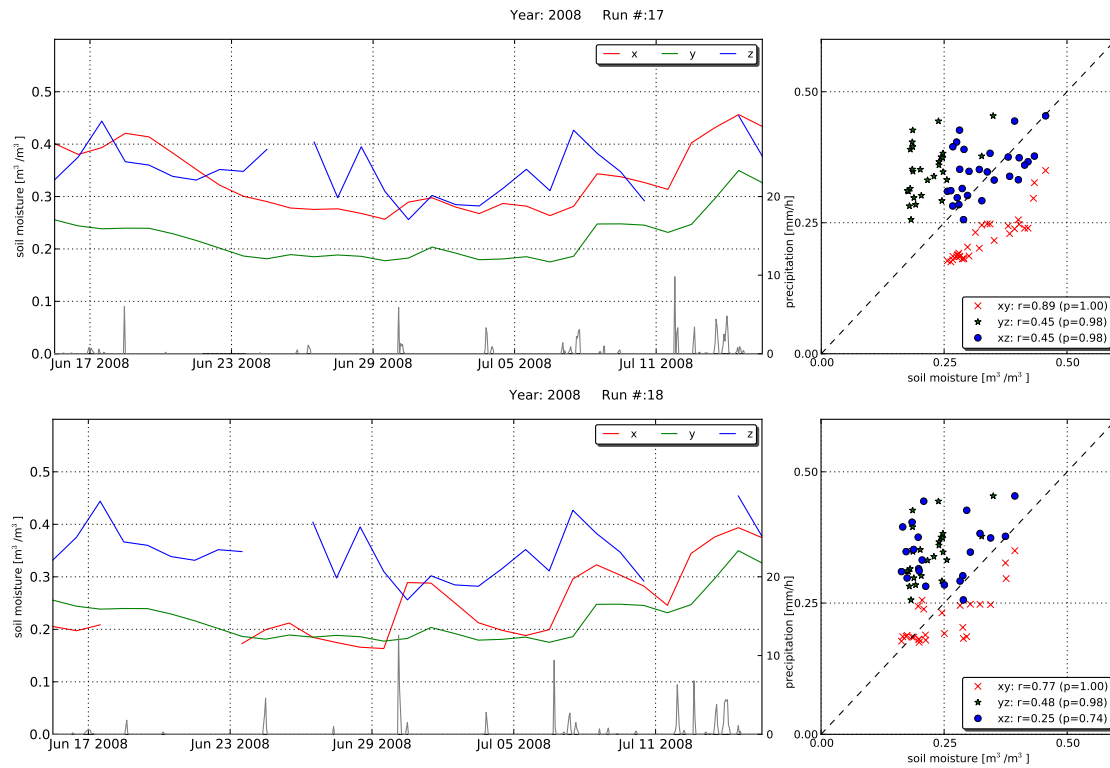 Year: 2008 Run #:17
x y z
0.5
0.4
0.3
0.2
0.1
0.0
soil moisture [m³/m³]
20
10
0
precipitation [mm/h]
Jun 17 2008 Jun 23 2008 Jun 29 2008 Jul 05 2008 Jul 11 2008
0.50
0.25
0.00
xy: r=0.89 (p=1.00)
yz: r=0.45 (p=0.98)
xz: r=0.45 (p=0.98)
0.00 0.25 0.50
soil moisture [m³/m³]
Year: 2008 Run #:18
x y z
0.5
0.4
0.3
0.2
0.1
0.0
soil moisture [m³/m³]
20
10
0
precipitation [mm/h]
Jun 17 2008 Jun 23 2008 Jun 29 2008 Jul 05 2008 Jul 11 2008
0.50
0.25
0.00
xy: r=0.77 (p=1.00)
yz: r=0.48 (p=0.98)
xz: r=0.25 (p=0.74)
0.00 0.25 0.50
soil moisture [m³/m³]